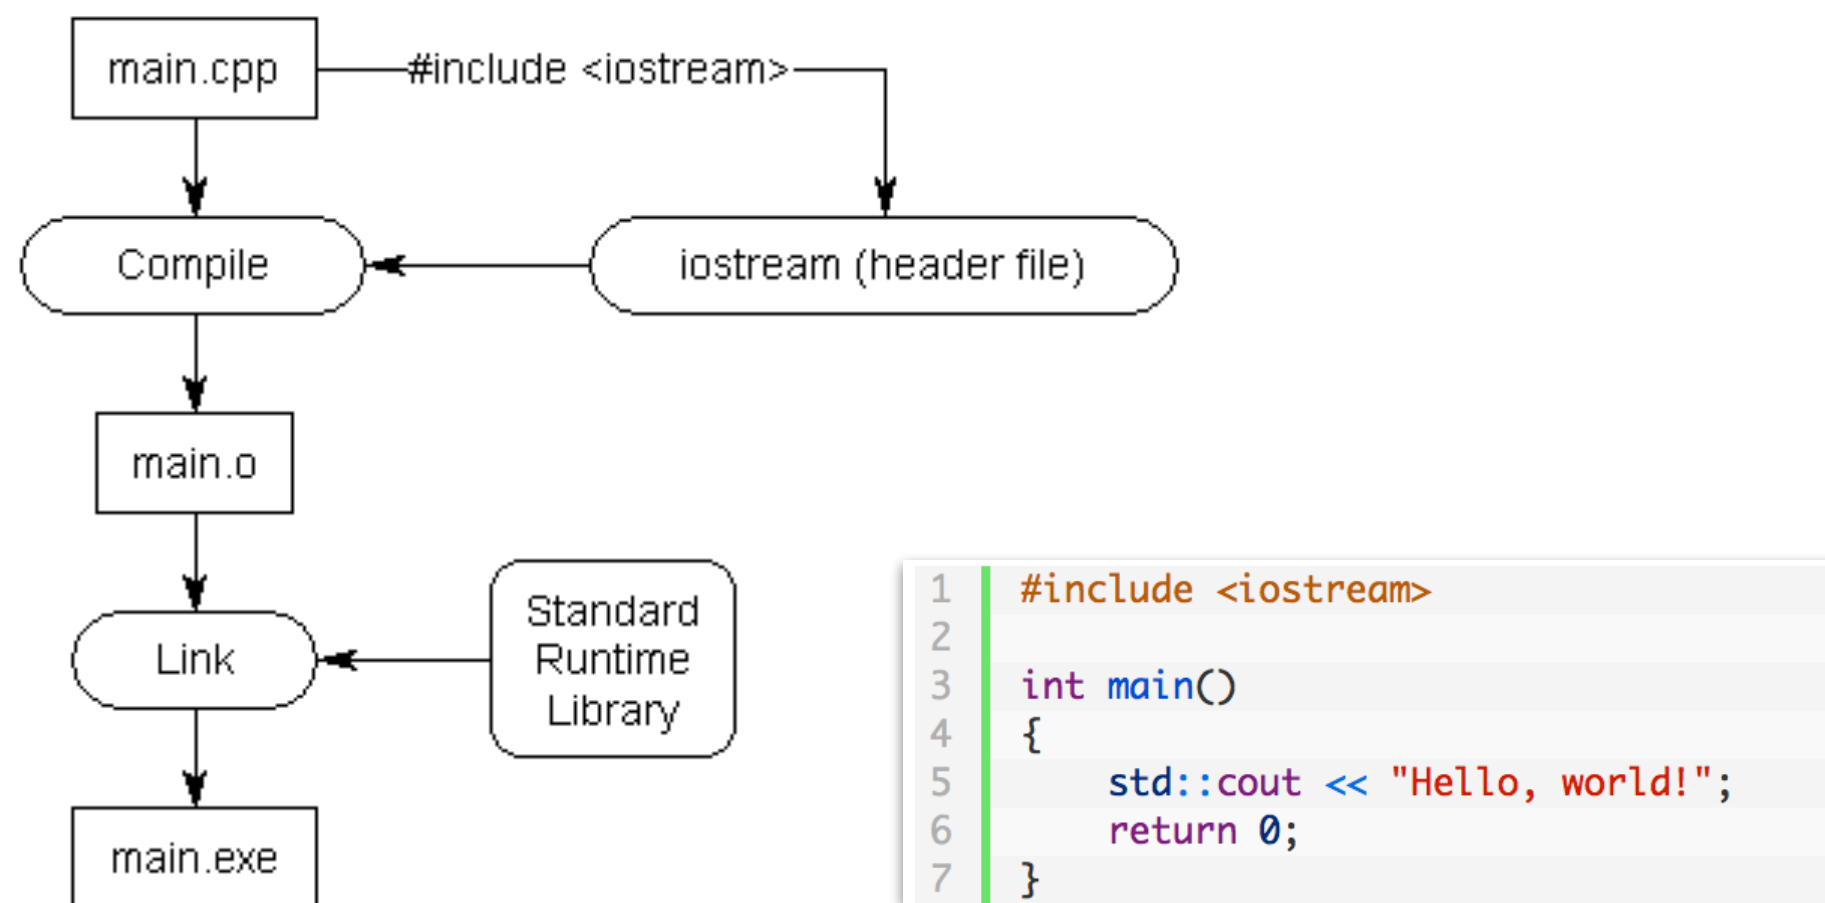 main.cpp
#include <iostream>
Compile
iostream (header file)
main.o
Link
Standard
Runtime
Library
main.exe
1 #include <iostream>
2
3 int main()
4 {
5     std::cout << "Hello, world!";
6     return 0;
7 }